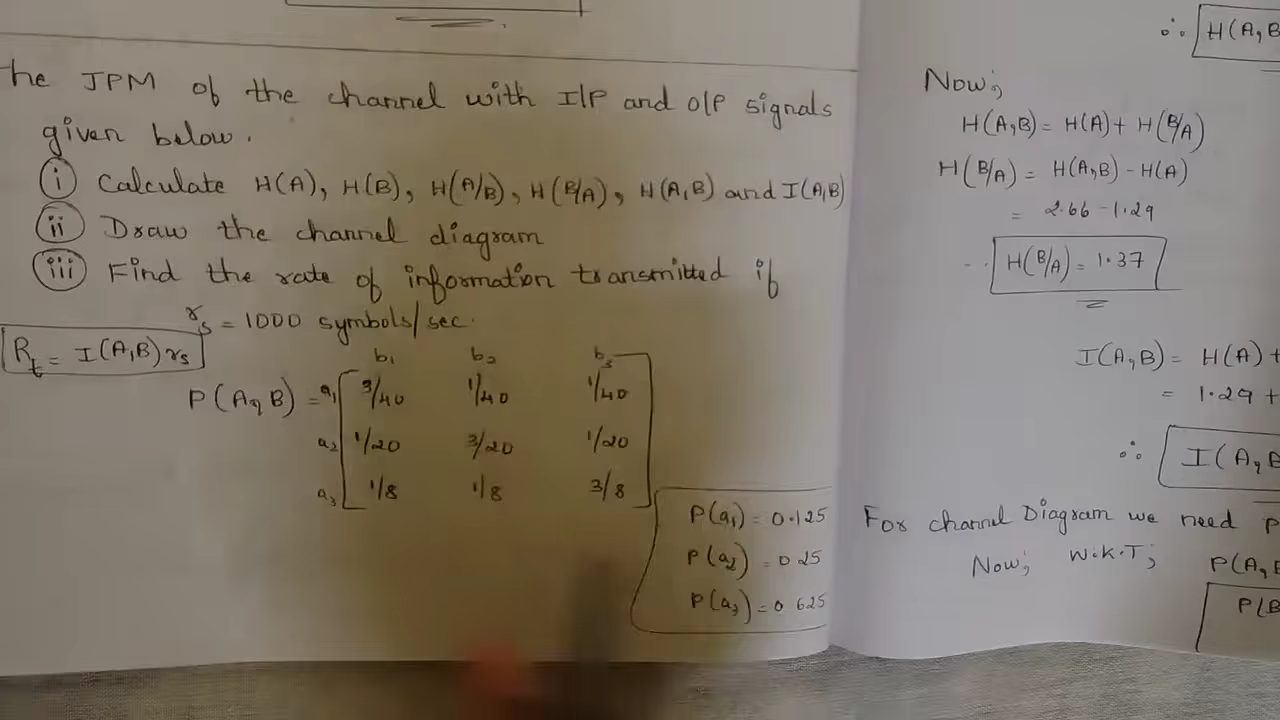 he JPM of the channel with I/P and O/P signals
given below.
(i) Calculate H(A), H(B), H(A/B), H(B/A), H(A,B) and I(A,B)
(ii) Draw the channel diagram
(iii) Find the rate of information transmitted if
rs = 1000 symbols/sec.
Rt = I(A,B) rs
b1 b2 b3
P(A, B) = a1 3/40 1/40 1/40
a2 1/20 3/20 1/20
a3 1/8 1/8 3/8
P(a1) = 0.125
P(a2) = 0.25
P(a3) = 0.625
∴ H(A, B
Now;
H(A,B) = H(A) + H(B/A)
H(B/A) = H(A,B) - H(A)
= 2.66 - 1.29
H(B/A) = 1.37
I(A,B) = H(A) +
= 1.29 +
∴ I(A, B
For channel Diagram we need P
Now; W.K.T; P(A, B
P(B